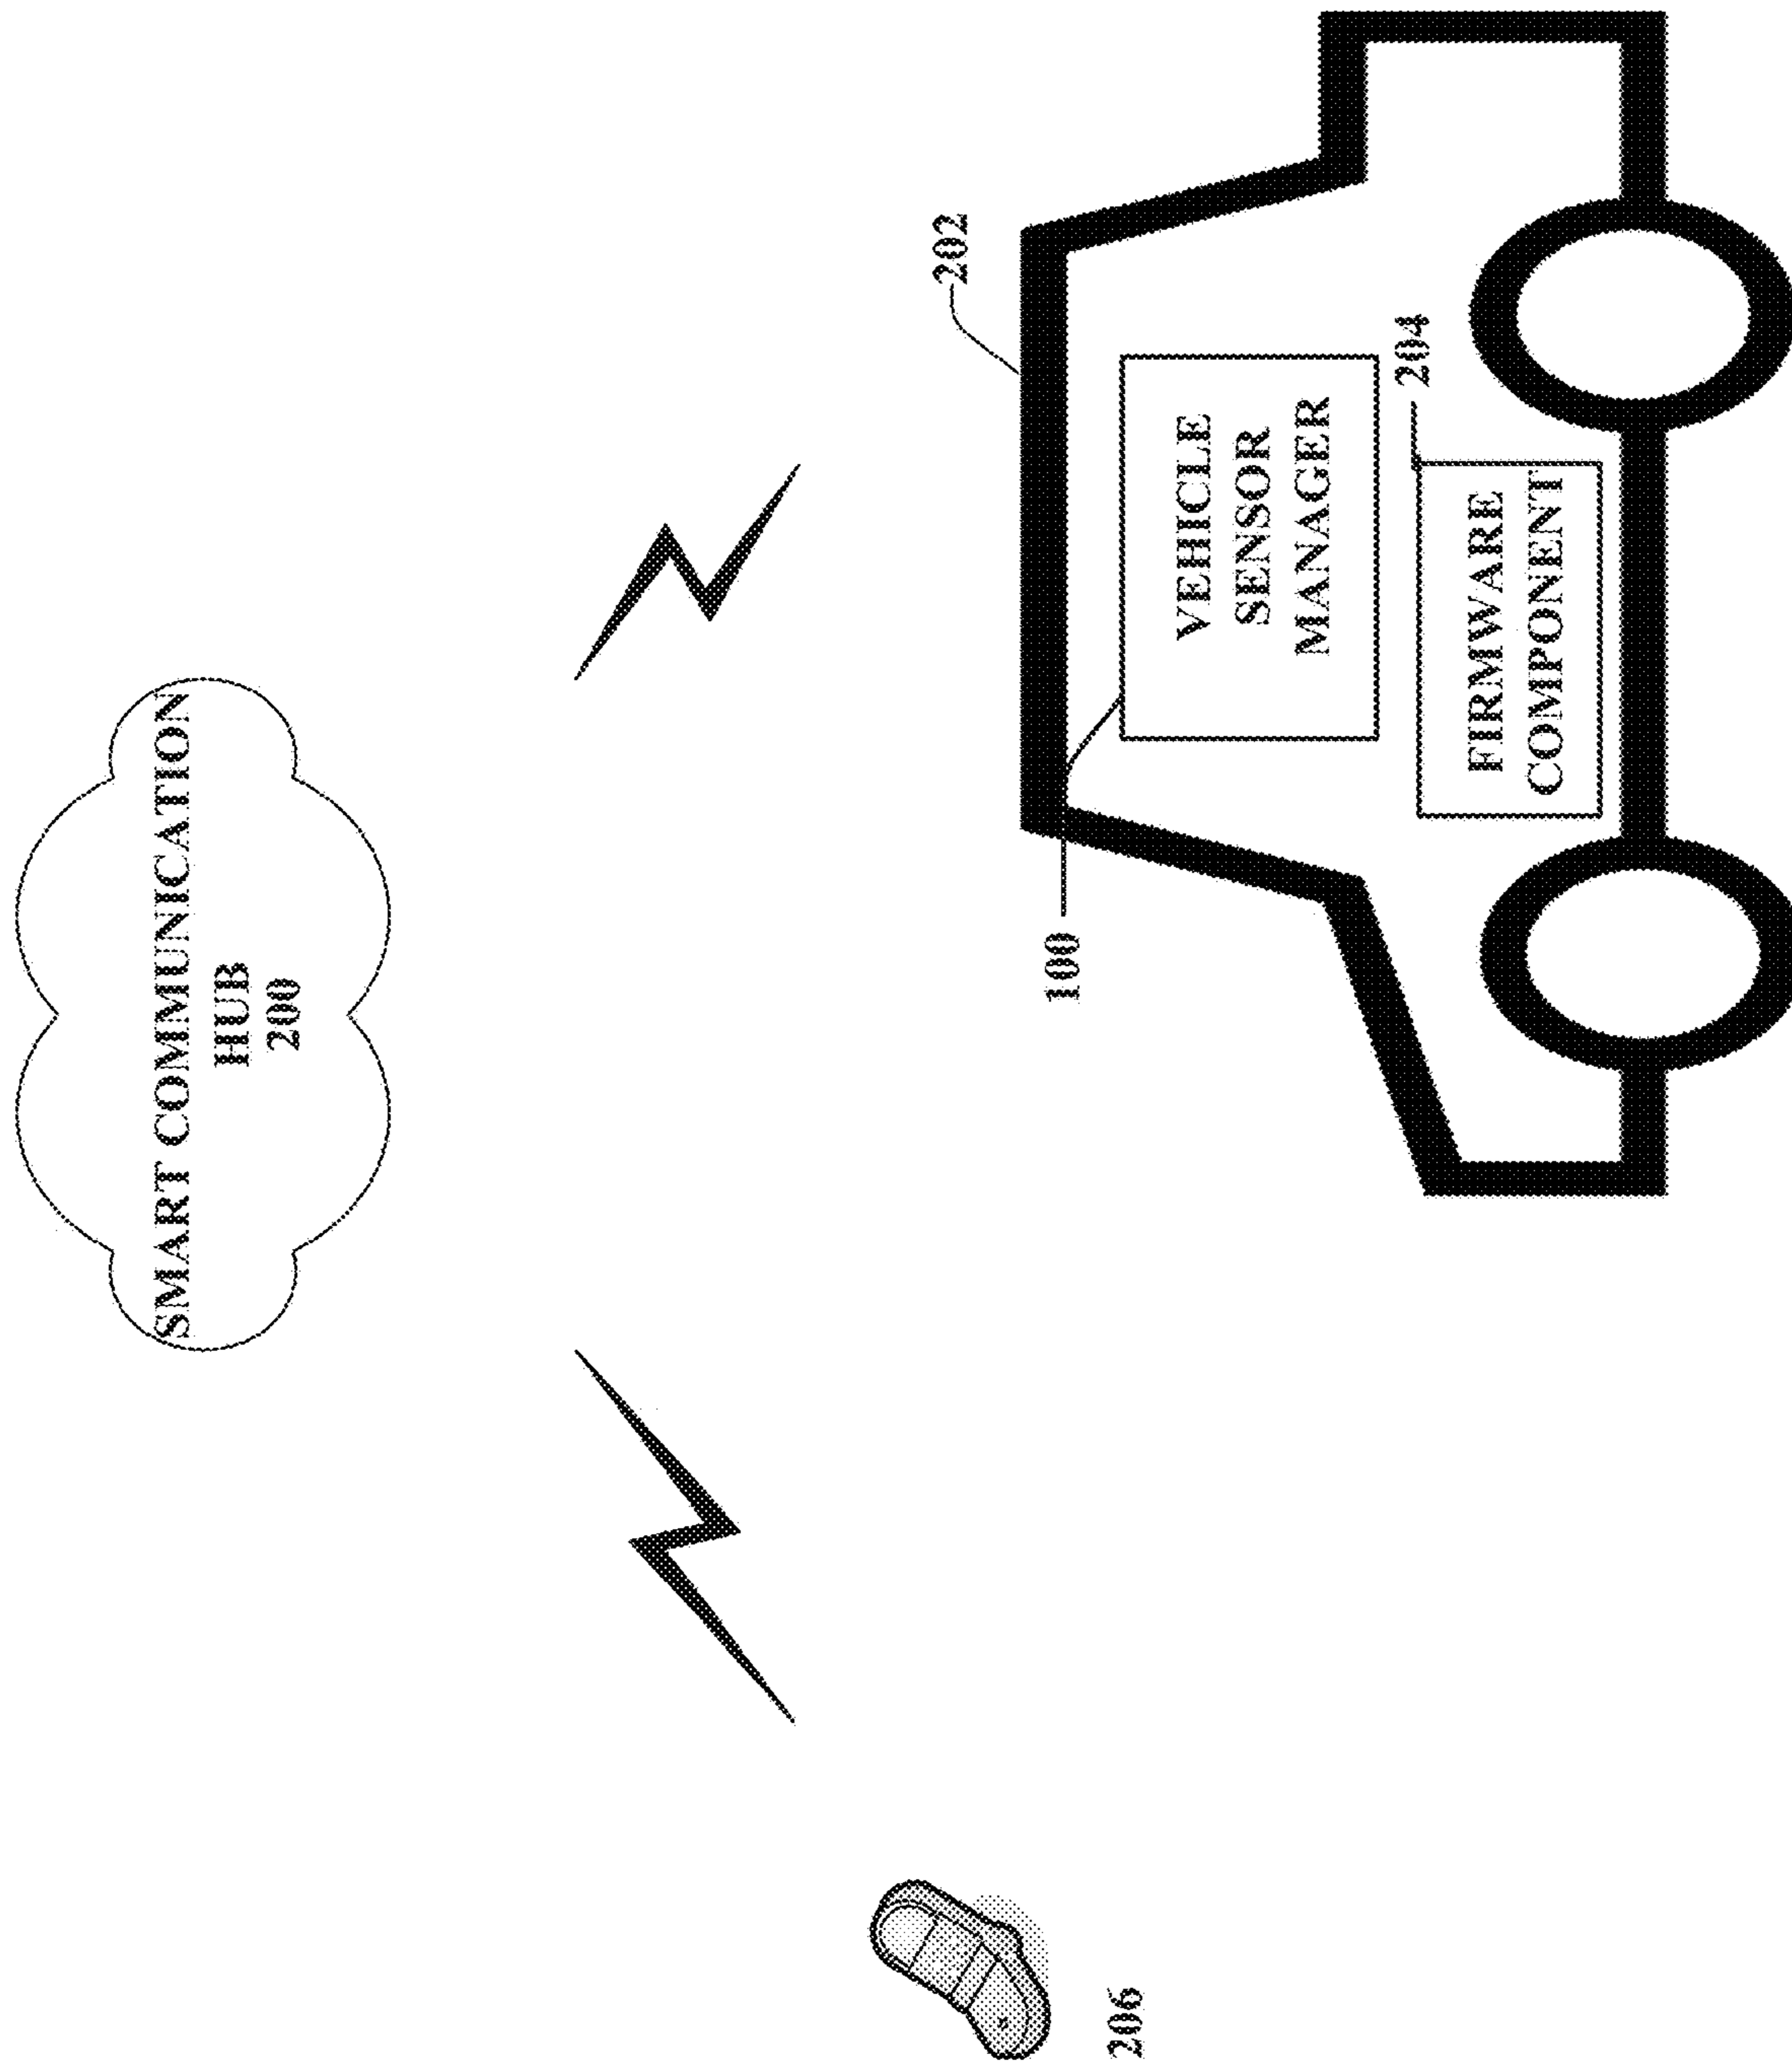 SMART COMMUNICATION
HUB
200
202
100
VEHICLE
SENSOR
MANAGER
204
FIRMWARE
COMPONENT
206